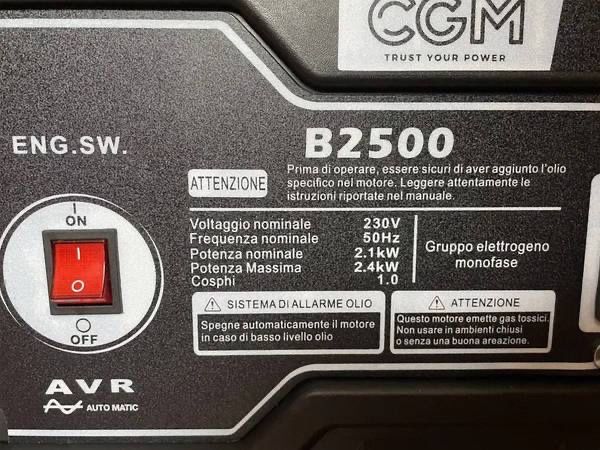 CGM
TRUST YOUR POWER
B2500
ENG.SW.
ATTENZIONE
Prima di operare, essere sicuri di aver aggiunto l'olio
specifico nel motore. Leggere attentamente le
istruzioni riportate nel manuale.
I
ON
I
O
OFF
Voltaggio nominale 230V
Frequenza nominale 50Hz
Potenza nominale 2.1kW
Potenza Massima 2.4kW
Cosphi 1.0
Gruppo elettrogeno
monofase
SISTEMA DI ALLARME OLIO
Spegne automaticamente il motore
in caso di basso livello olio
ATTENZIONE
Questo motore emette gas tossici.
Non usare in ambienti chiusi
o senza una buona areazione.
AVR
AUTO MATIC